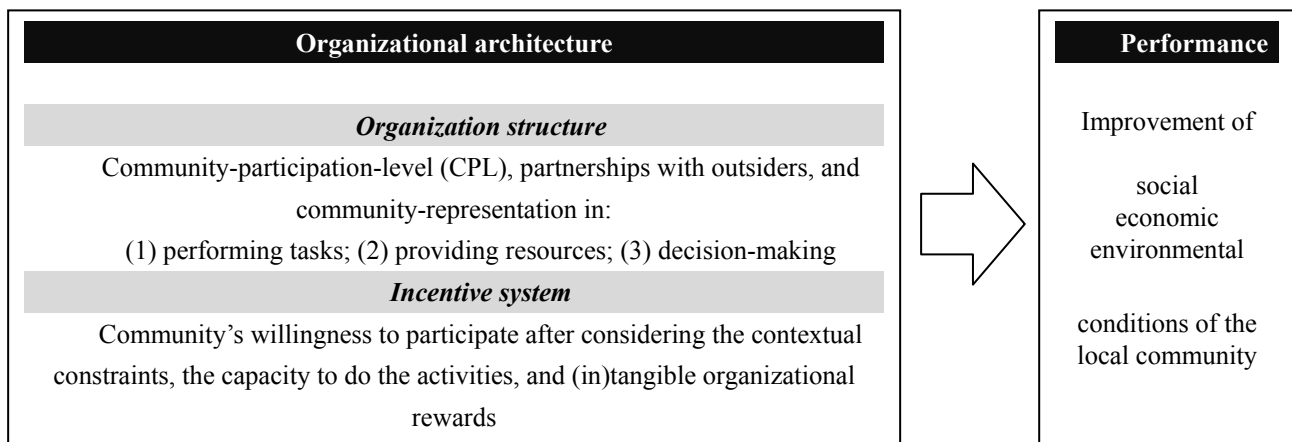 Organizational architecture
Organization structure
Community-participation-level (CPL), partnerships with outsiders, and
community-representation in:
(1) performing tasks; (2) providing resources; (3) decision-making
Incentive system
Community’s willingness to participate after considering the contextual
constraints, the capacity to do the activities, and (in)tangible organizational
rewards
Performance
Improvement of
social
economic
environmental
conditions of the
local community